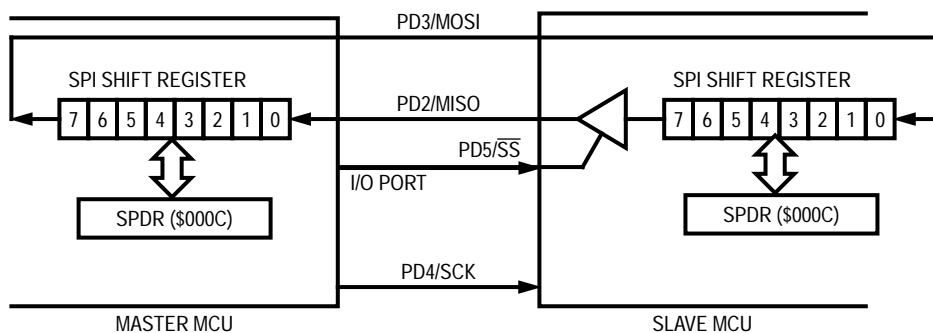 PD3/MOSI
SPI SHIFT REGISTER
SPI SHIFT REGISTER
7 6 5 4 3 2 1 0
PD2/MISO
7 6 5 4 3 2 1 0
PD5/S̅S̅
I/O PORT
SPDR ($000C)
SPDR ($000C)
PD4/SCK
MASTER MCU
SLAVE MCU